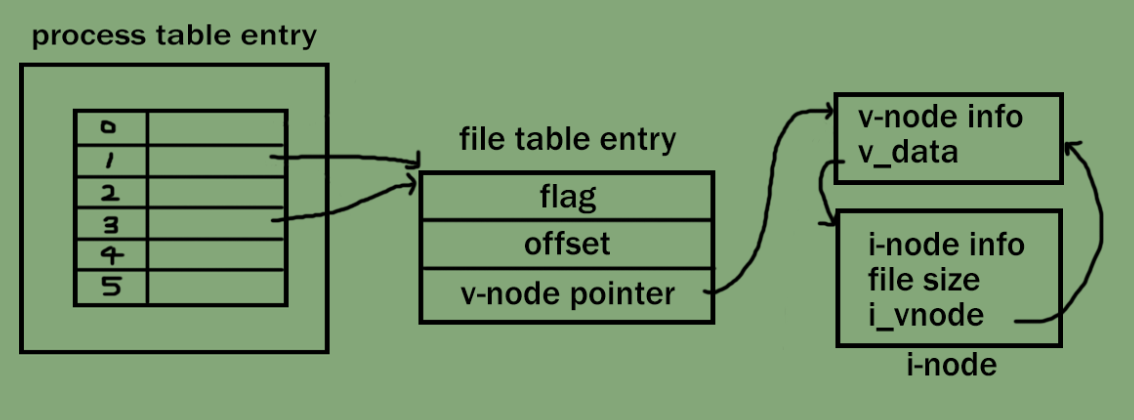 process table entry
0
1
2
3
4
5
file table entry
flag
offset
v-node pointer
v-node info
v_data
i-node info
file size
i_vnode
i-node